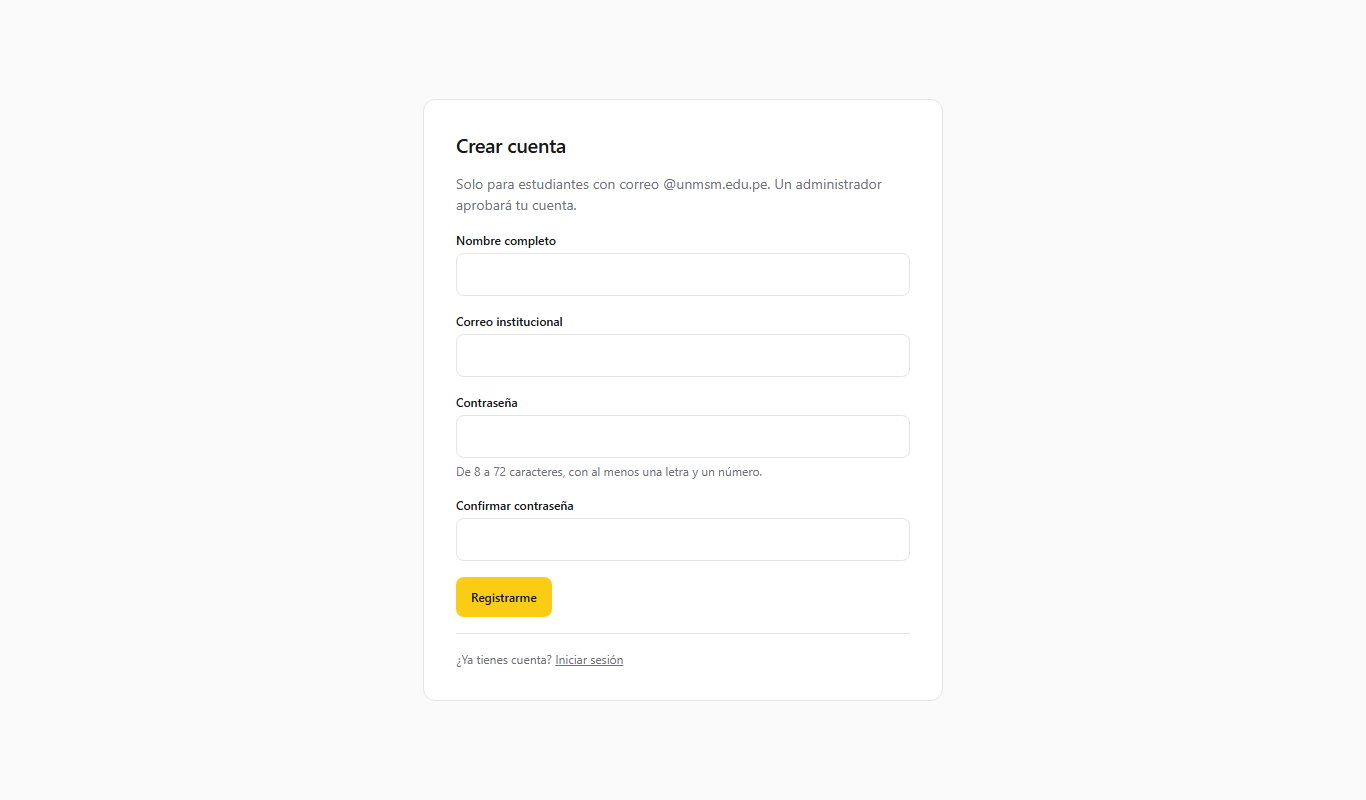 Crear cuenta
Solo para estudiantes con correo @unmsm.edu.pe. Un administrador
aprobará tu cuenta.
Nombre completo
Correo institucional
Contraseña
De 8 a 72 caracteres, con al menos una letra y un número.
Confirmar contraseña
Registrarme
¿Ya tienes cuenta? Iniciar sesión